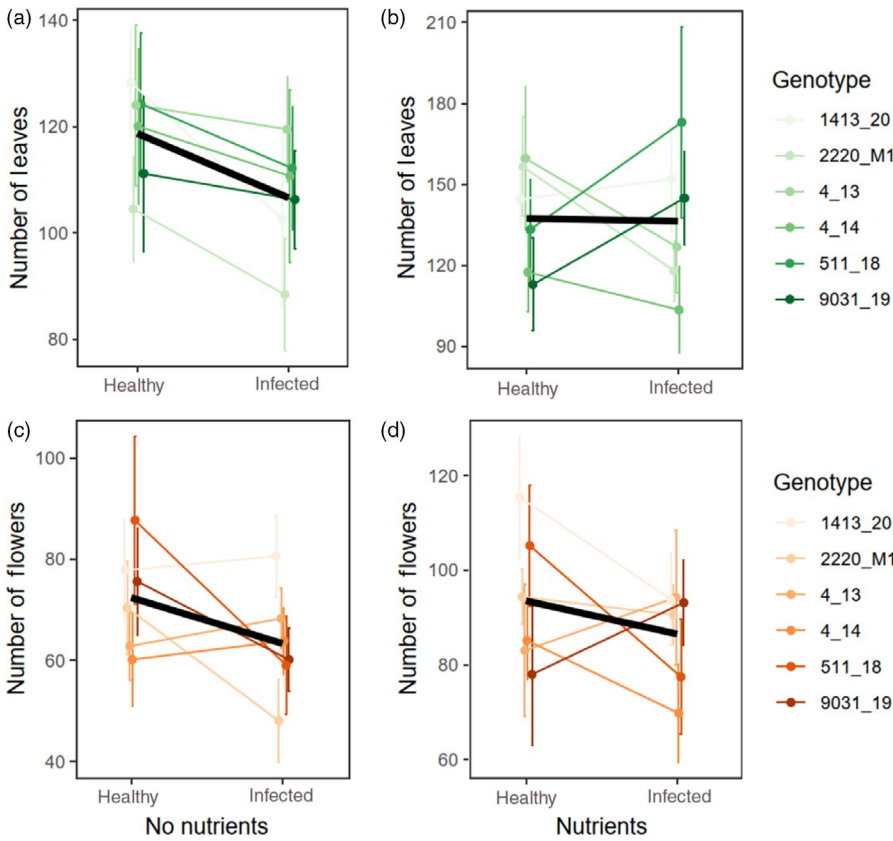 (a)
Number of leaves
140
120
100
80
Healthy
Infected
(b)
Number of leaves
210
180
150
120
90
Healthy
Infected
Genotype
1413_20
2220_M1
4_13
4_14
511_18
9031_19
(c)
Number of flowers
100
80
60
40
Healthy
Infected
No nutrients
(d)
Number of flowers
120
100
80
60
Healthy
Infected
Nutrients
Genotype
1413_20
2220_M1
4_13
4_14
511_18
9031_19